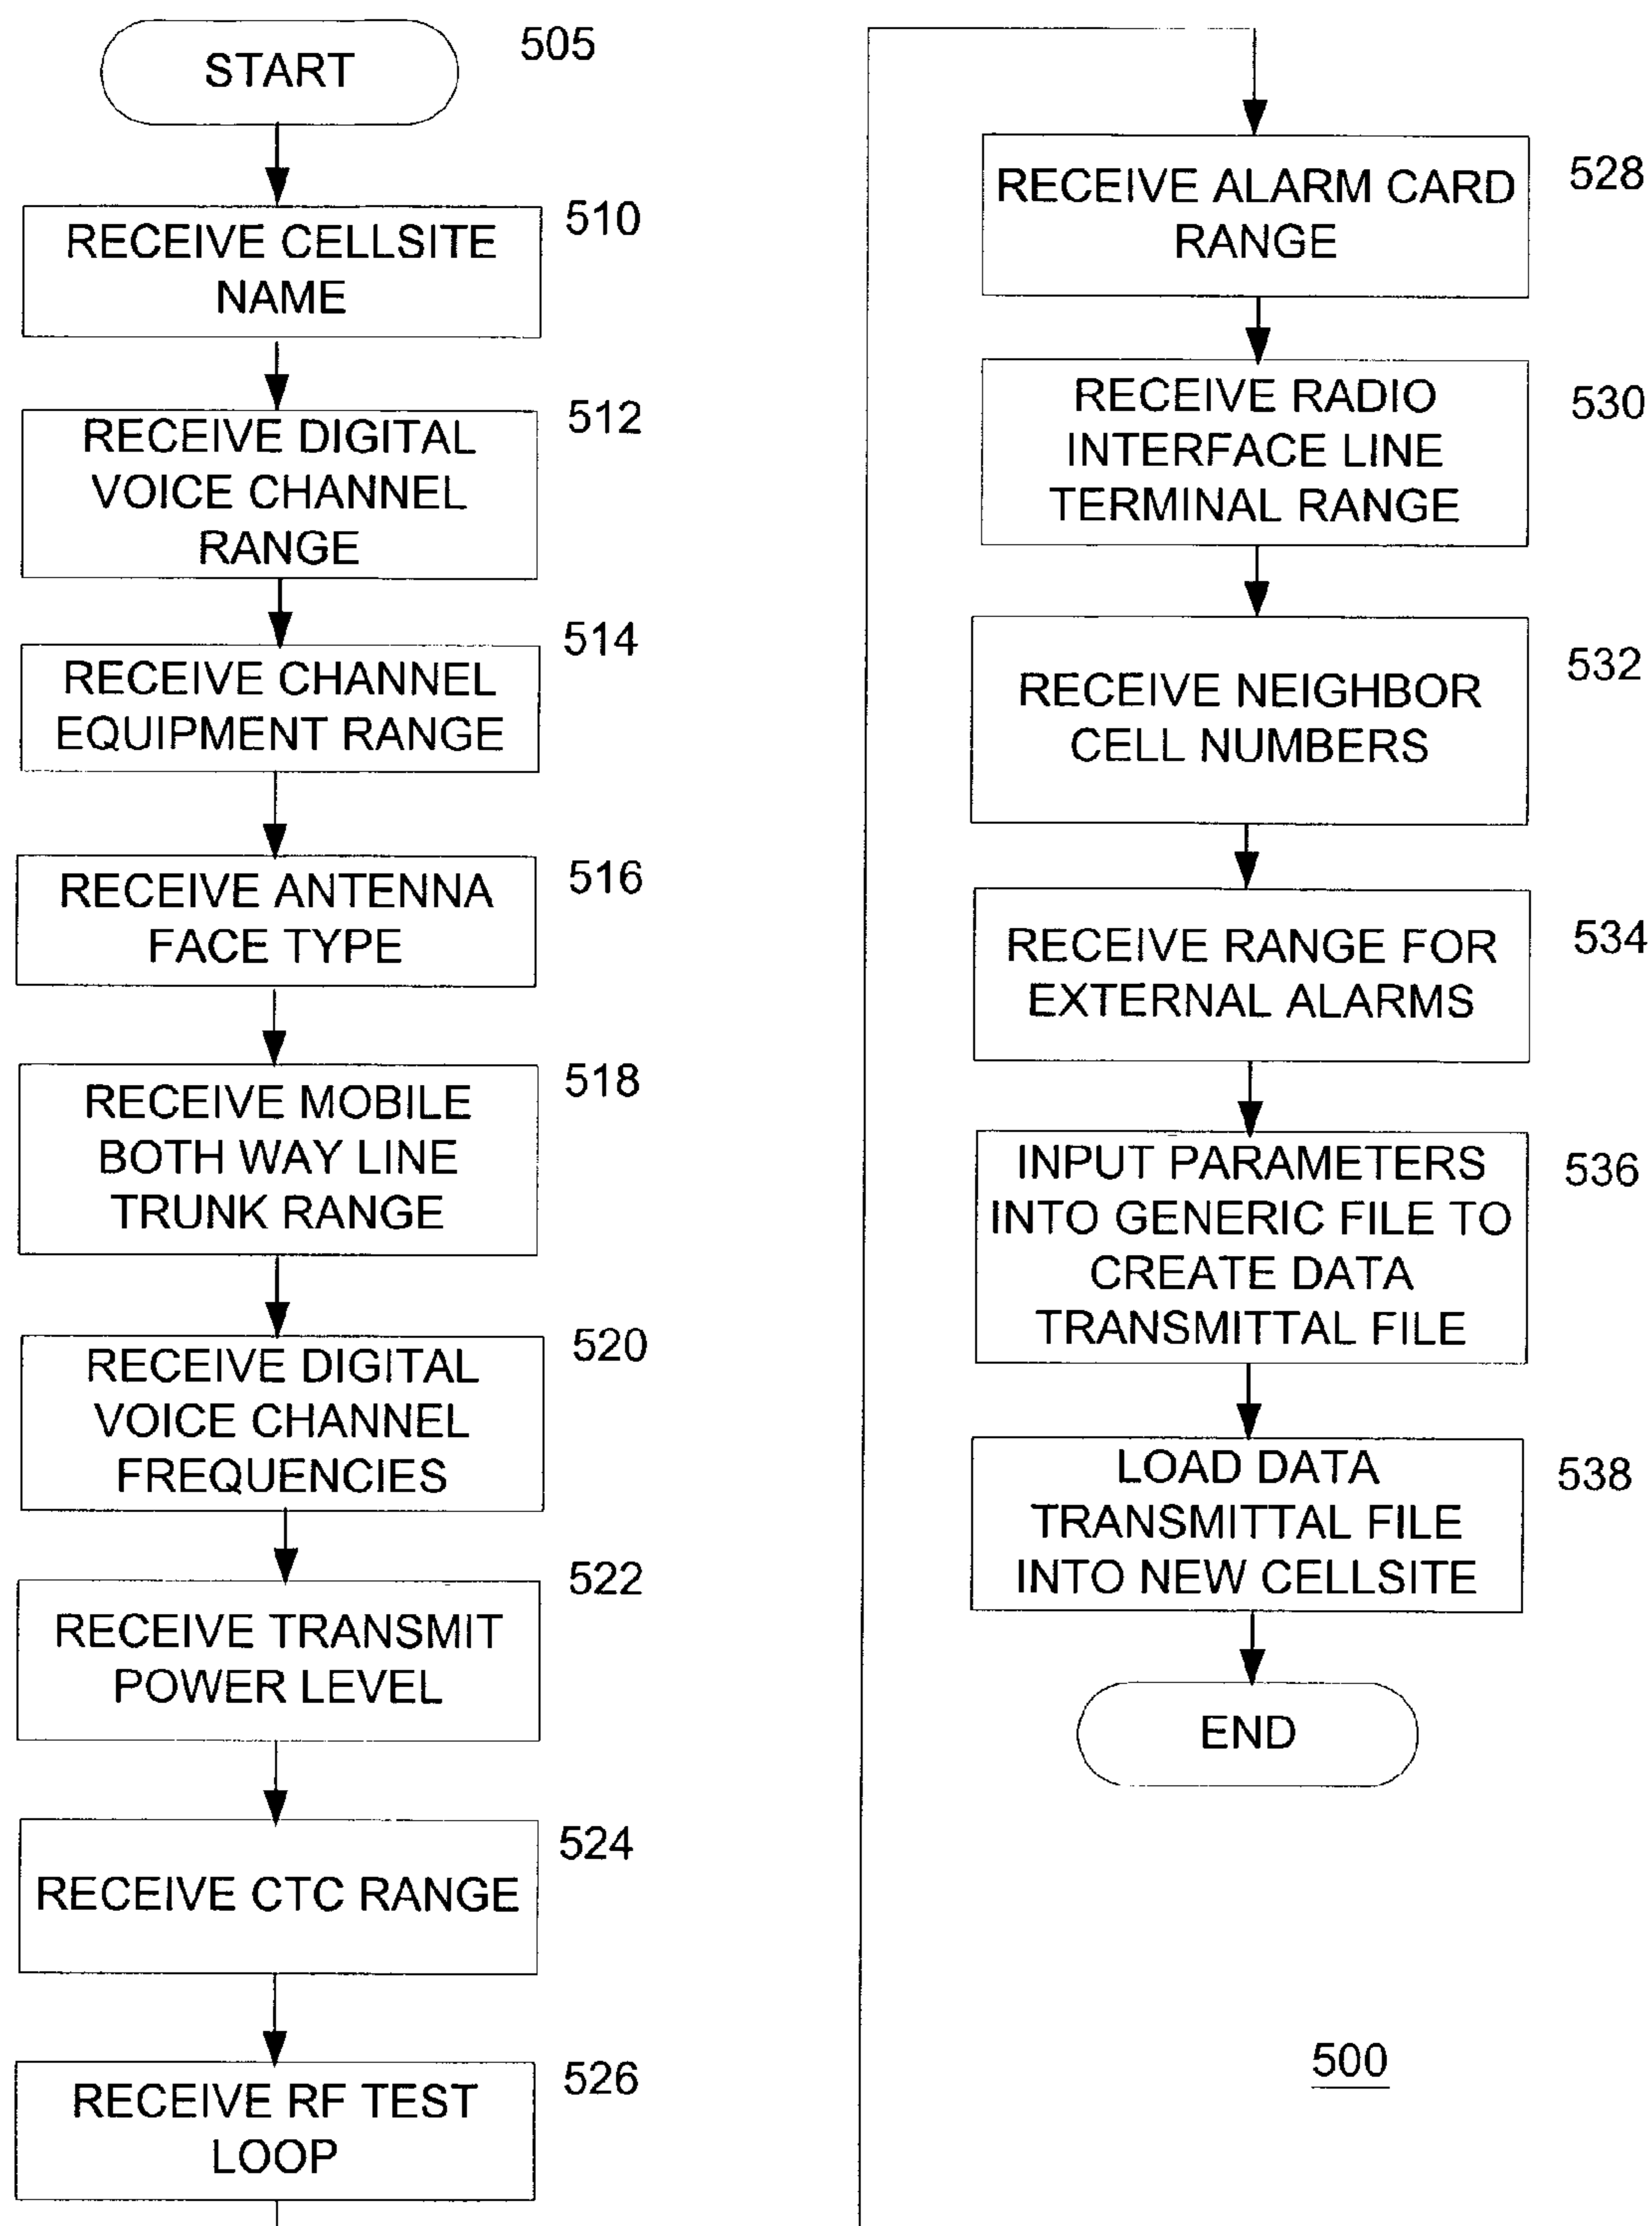 START
505
RECEIVE CELLSITE
NAME
510
RECEIVE DIGITAL
VOICE CHANNEL
RANGE
512
RECEIVE CHANNEL
EQUIPMENT RANGE
514
RECEIVE ANTENNA
FACE TYPE
516
RECEIVE MOBILE
BOTH WAY LINE
TRUNK RANGE
518
RECEIVE DIGITAL
VOICE CHANNEL
FREQUENCIES
520
RECEIVE TRANSMIT
POWER LEVEL
522
RECEIVE CTC RANGE
524
RECEIVE RF TEST
LOOP
526
RECEIVE ALARM CARD
RANGE
528
RECEIVE RADIO
INTERFACE LINE
TERMINAL RANGE
530
RECEIVE NEIGHBOR
CELL NUMBERS
532
RECEIVE RANGE FOR
EXTERNAL ALARMS
534
INPUT PARAMETERS
INTO GENERIC FILE TO
CREATE DATA
TRANSMITTAL FILE
536
LOAD DATA
TRANSMITTAL FILE
INTO NEW CELLSITE
538
END
500